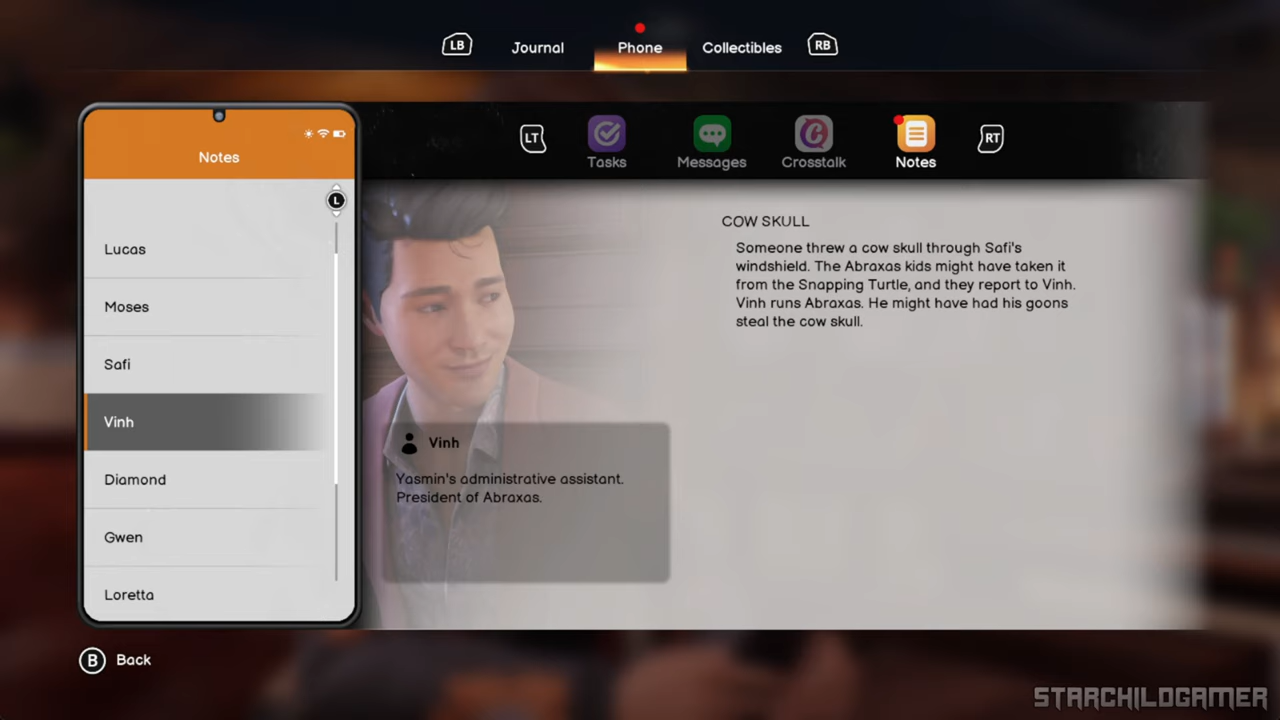 LB
Journal
Phone
Collectibles
RB
Notes
LT
Tasks
Messages
Crosstalk
Notes
RT
L
Lucas
Moses
Safi
Vinh
Diamond
Gwen
Loretta
Vinh
Yasmin's administrative assistant.
President of Abraxas.
COW SKULL
Someone threw a cow skull through Safi's
windshield. The Abraxas kids might have taken it
from the Snapping Turtle, and they report to Vinh.
Vinh runs Abraxas. He might have had his goons
steal the cow skull.
B
Back
STARCHILDGAMER